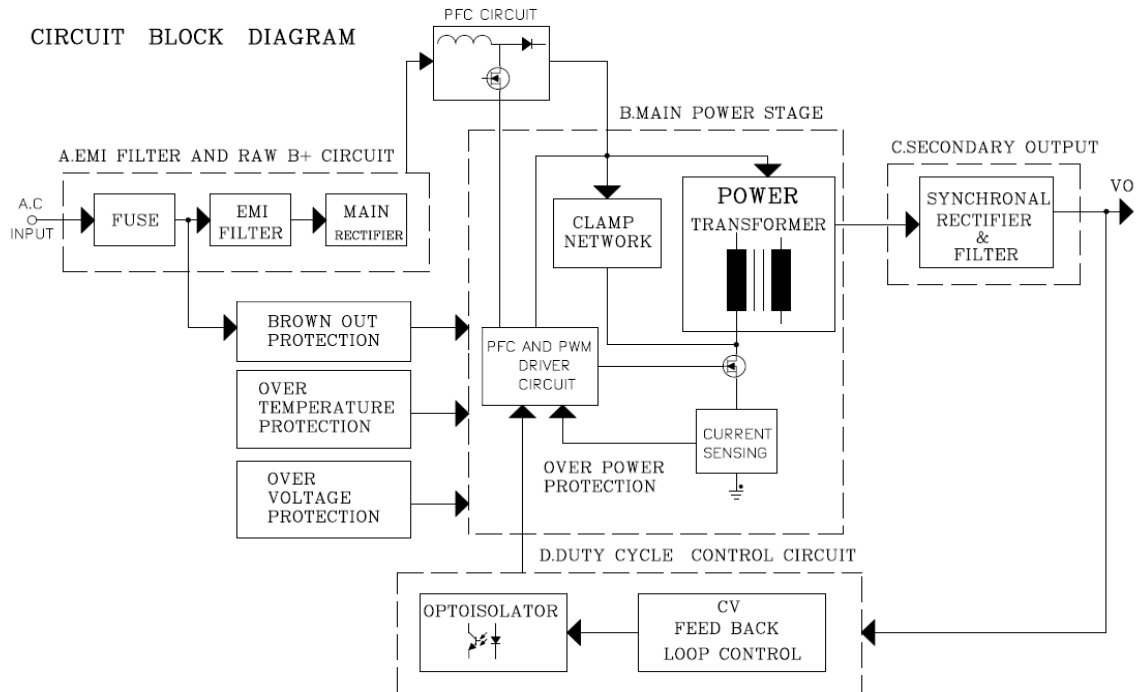 PFC CIRCUIT
CIRCUIT BLOCK DIAGRAM
B.MAIN POWER STAGE
A.EMI FILTER AND RAW B+ CIRCUIT
C.SECONDARY OUTPUT
A.C
INPUT
FUSE
EMI
FILTER
MAIN
RECTIFIER
CLAMP
NETWORK
POWER
TRANSFORMER
SYNCHRONAL
RECTIFIER
&
FILTER
VO
BROWN OUT
PROTECTION
PFC AND PWM
DRIVER
CIRCUIT
OVER
TEMPERATURE
PROTECTION
CURRENT
SENSING
OVER POWER
PROTECTION
OVER
VOLTAGE
PROTECTION
D.DUTY CYCLE CONTROL CIRCUIT
OPTOISOLATOR
CV
FEED BACK
LOOP CONTROL